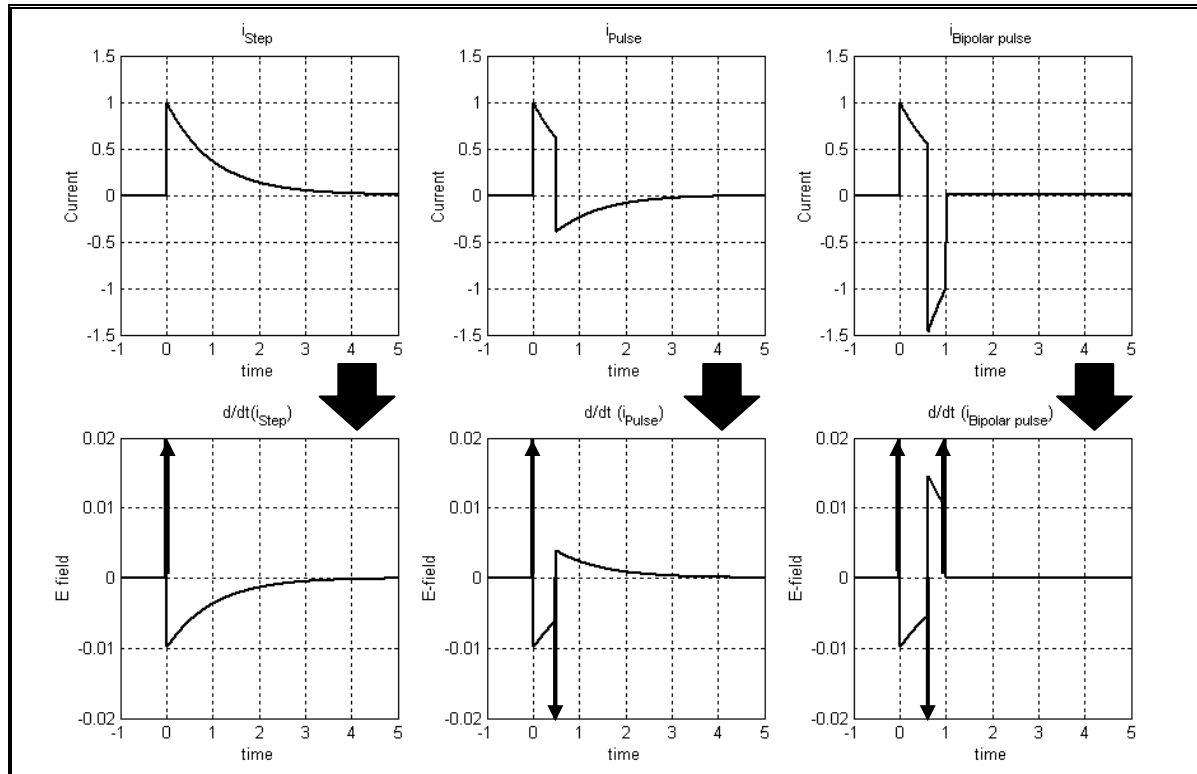 i_Step
1.5
1
0.5
0
-0.5
-1
-1.5
Current
-1 0 1 2 3 4 5
time
i_Pulse
1.5
1
0.5
0
-0.5
-1
-1.5
Current
-1 0 1 2 3 4 5
time
i_Bipolar pulse
1.5
1
0.5
0
-0.5
-1
-1.5
Current
-1 0 1 2 3 4 5
time
d/dt(i_Step)
0.02
0.01
0
-0.01
-0.02
E field
-1 0 1 2 3 4 5
time
d/dt (i_Pulse)
0.02
0.01
0
-0.01
-0.02
E-field
-1 0 1 2 3 4 5
time
d/dt (i_Bipolar pulse)
0.02
0.01
0
-0.01
-0.02
E-field
-1 0 1 2 3 4 5
time